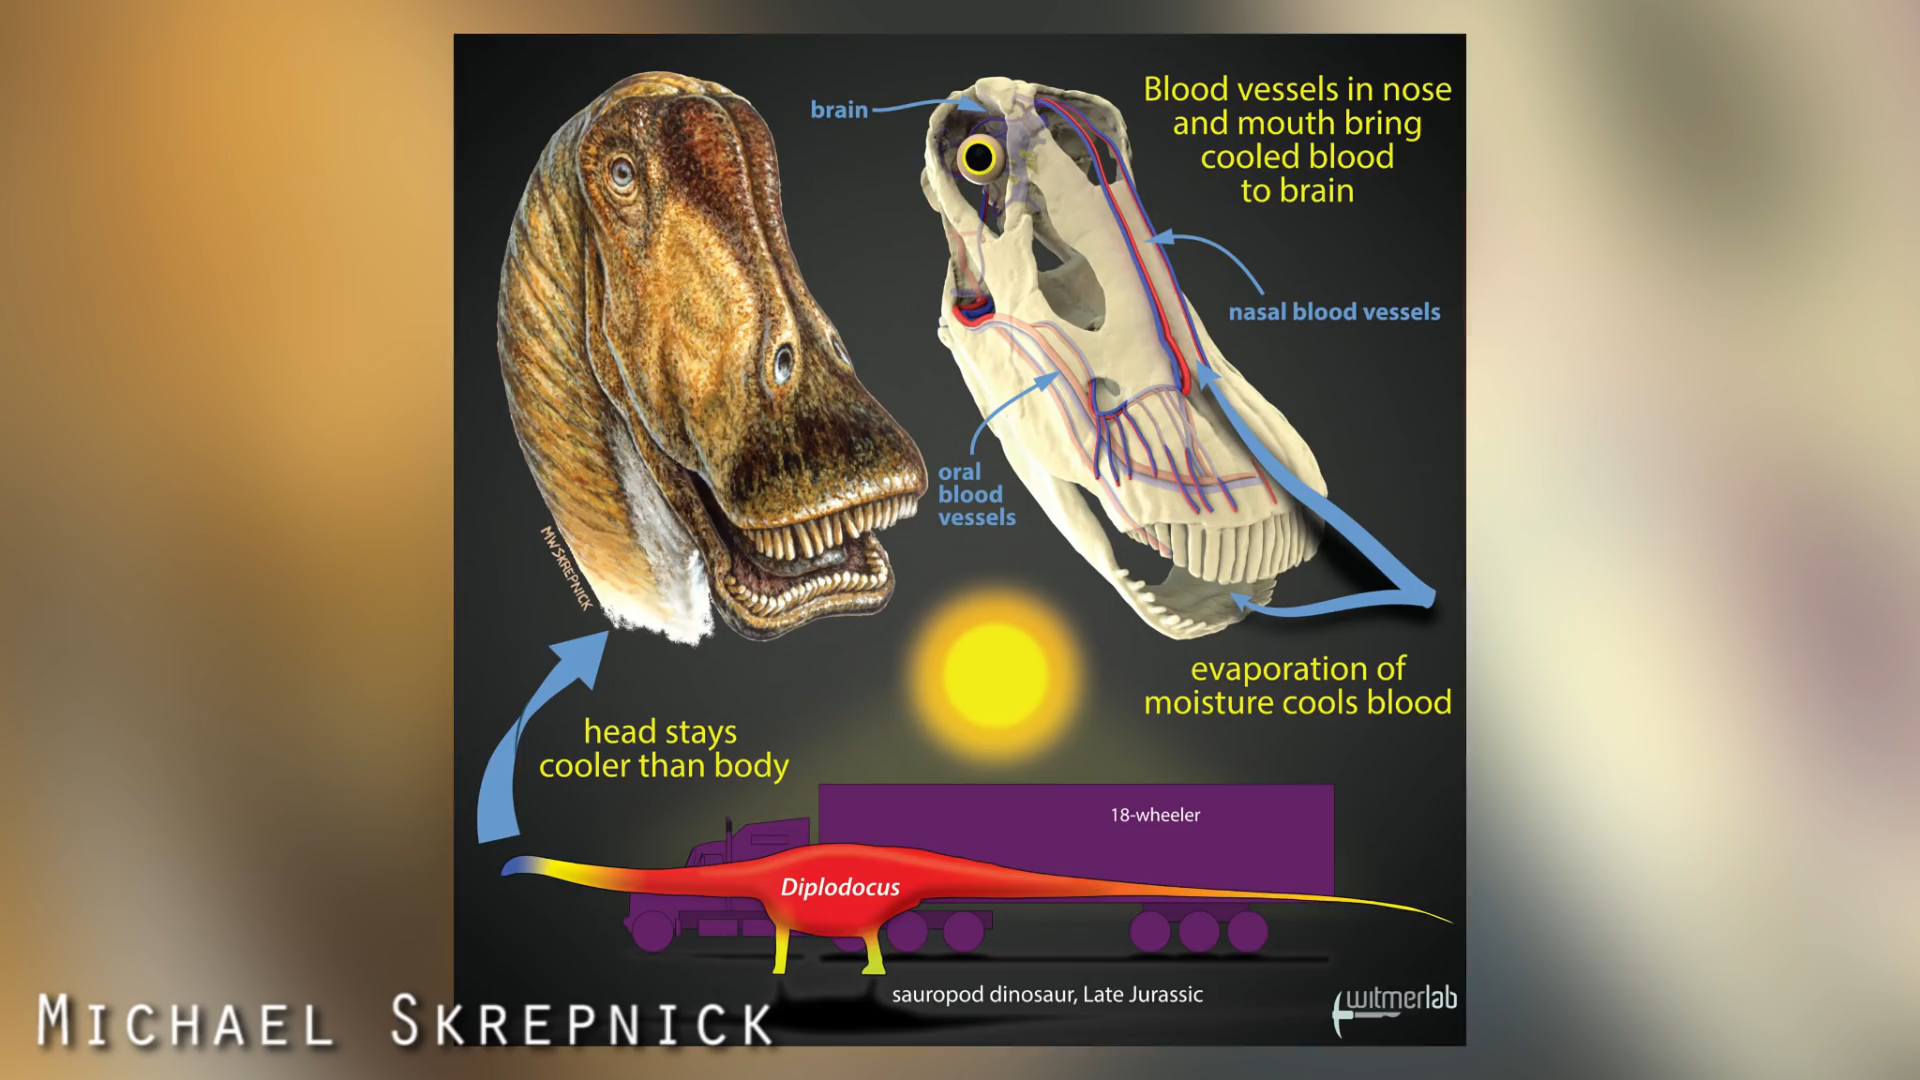 brain
Blood vessels in nose
and mouth bring
cooled blood
to brain
nasal blood vessels
oral
blood
vessels
MWSKREPNICK
evaporation of
moisture cools blood
head stays
cooler than body
18-wheeler
Diplodocus
sauropod dinosaur, Late Jurassic
witmerlab
MICHAEL SKREPNICK